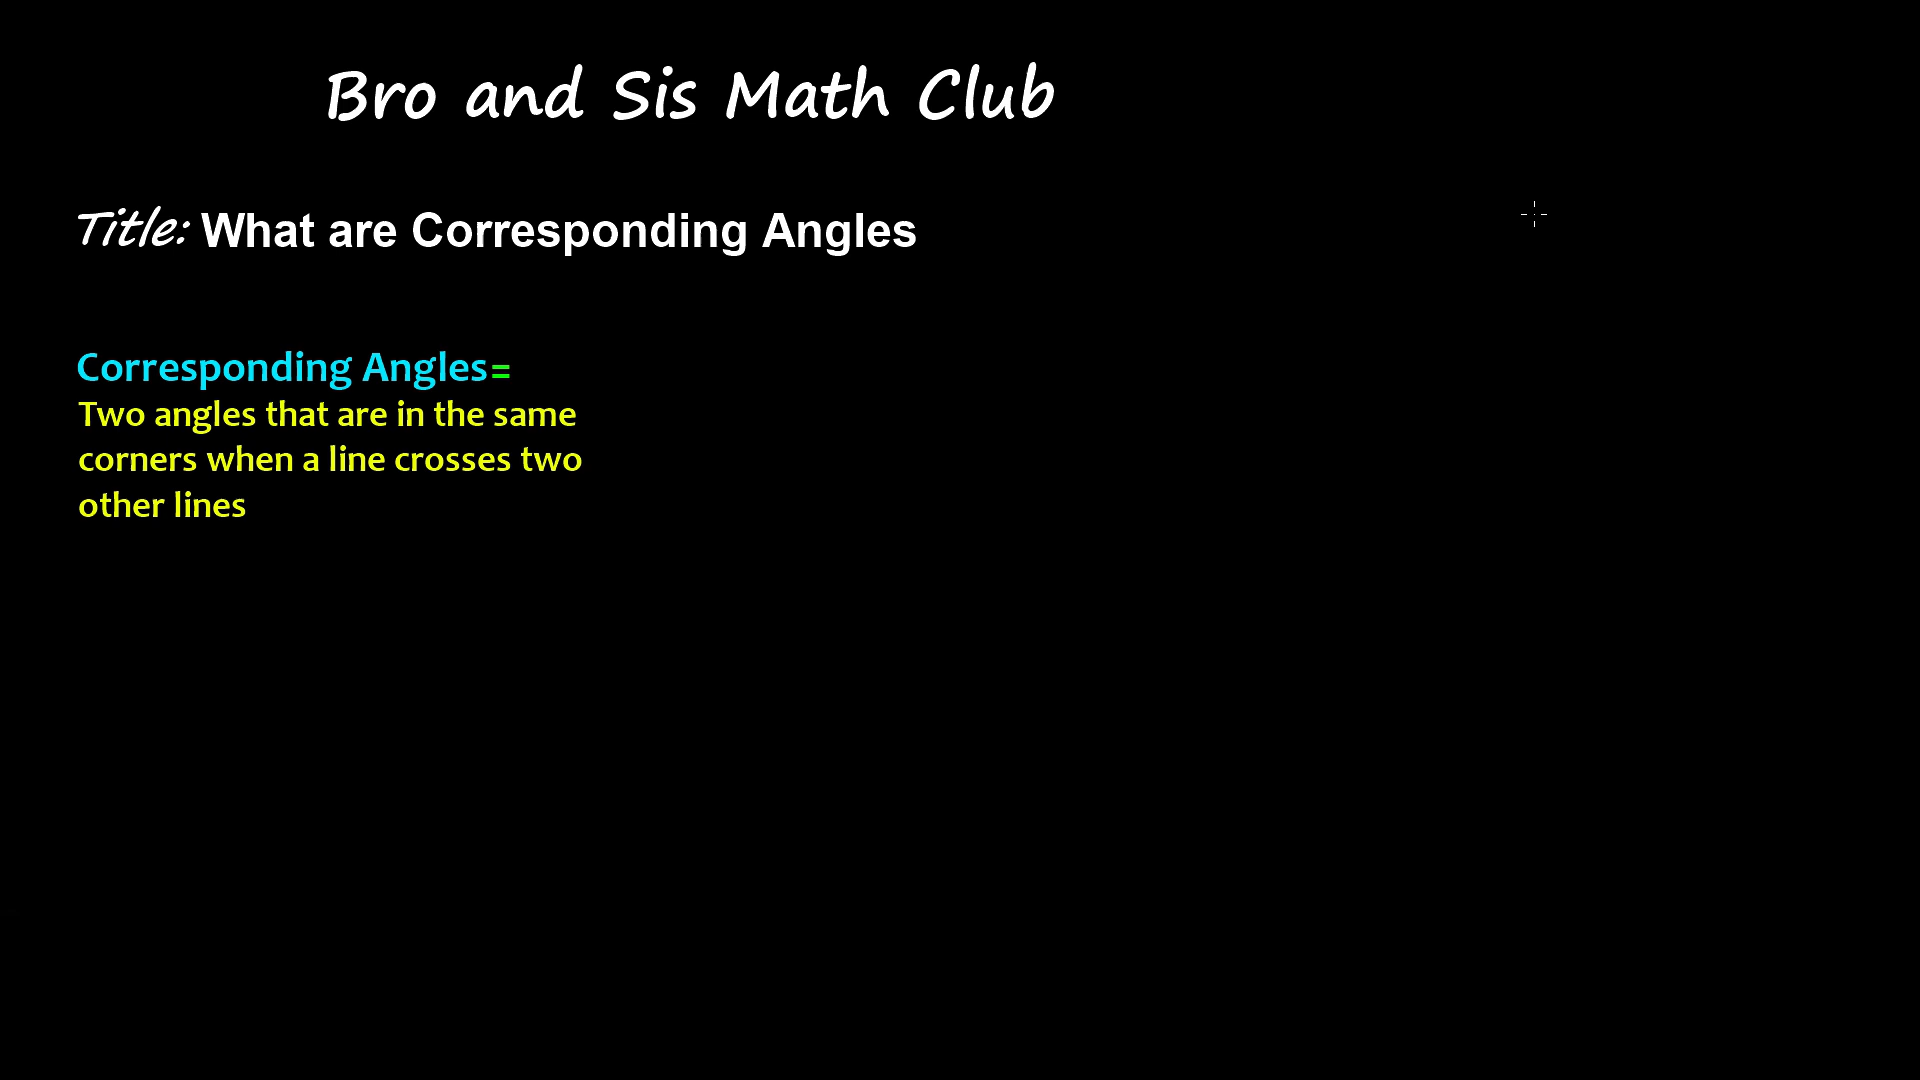 Bro and Sis Math Club
Title: What are Corresponding Angles
Corresponding Angles=
Two angles that are in the same
corners when a line crosses two
other lines